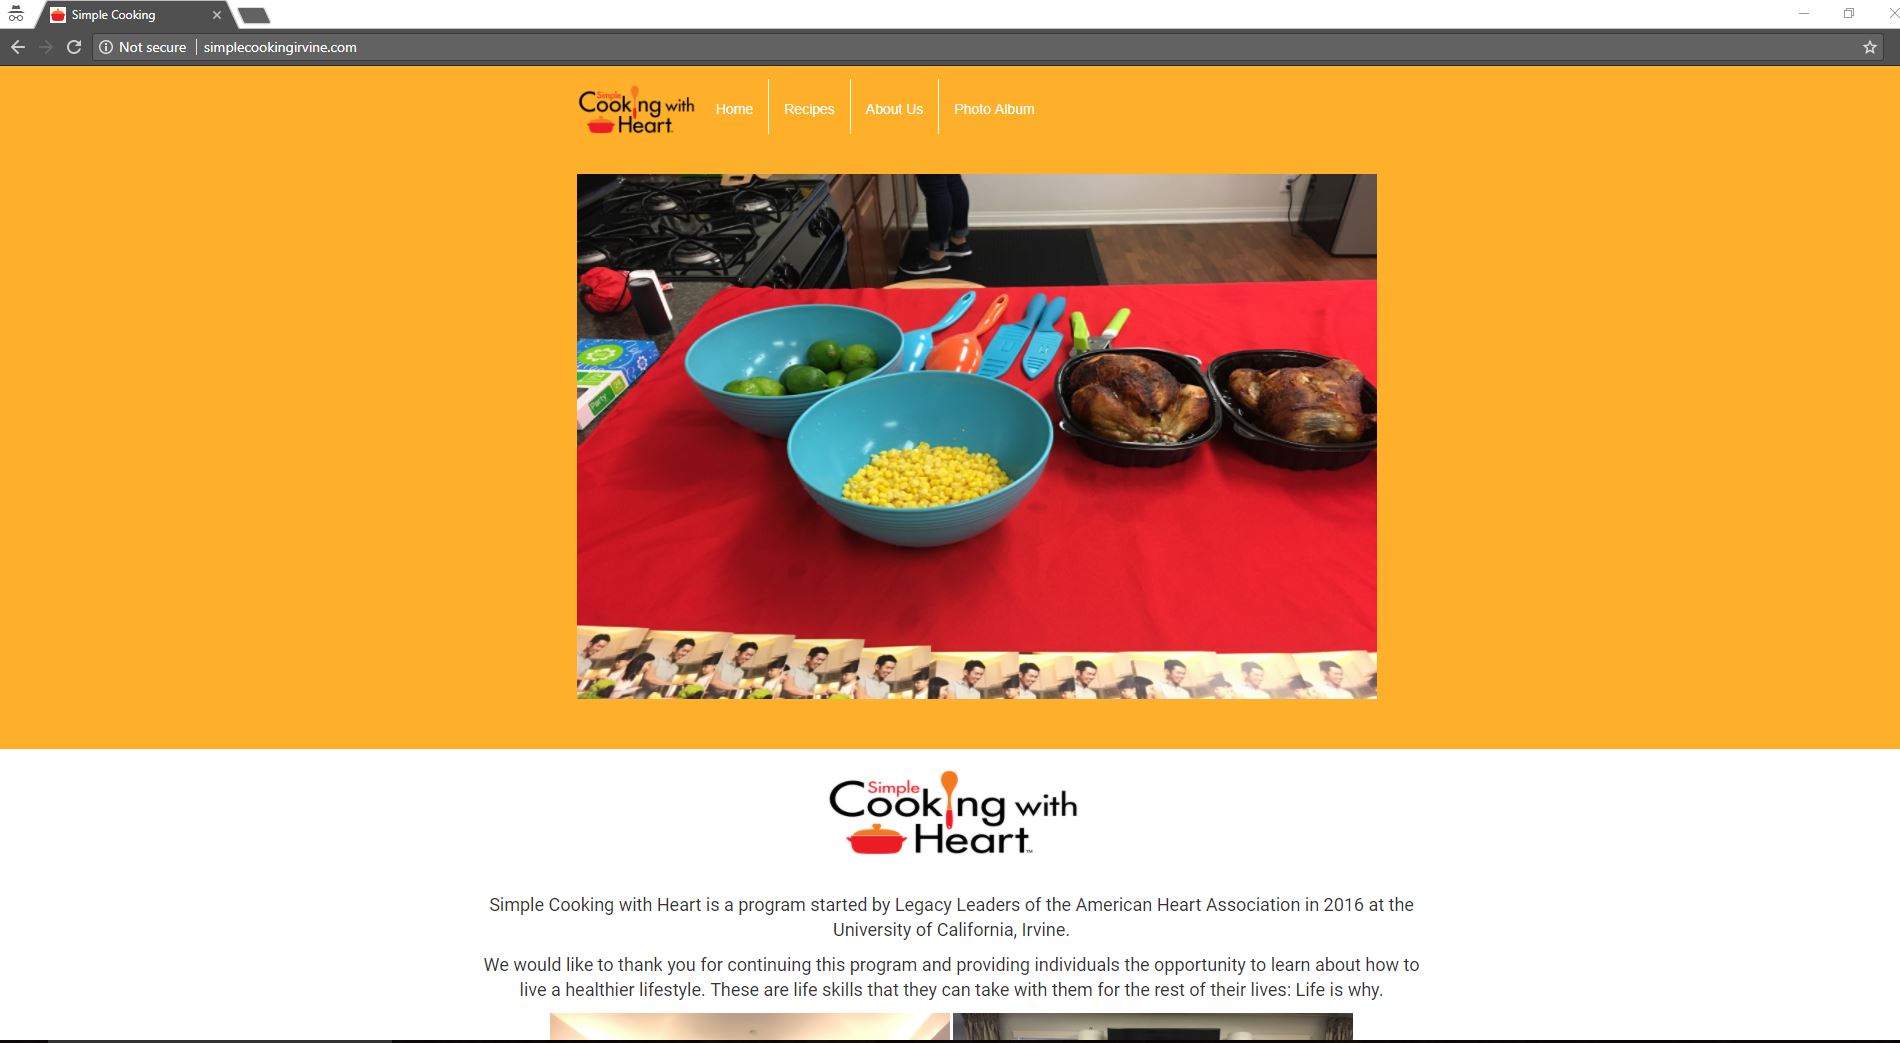 Simple Cooking
Not secure simplecookingirvine.com
Simple
Cooking with
Heart
Home
Recipes
About Us
Photo Album
Party
Simple
Cooking with
Heart™
Simple Cooking with Heart is a program started by Legacy Leaders of the American Heart Association in 2016 at the
University of California, Irvine.
We would like to thank you for continuing this program and providing individuals the opportunity to learn about how to
live a healthier lifestyle. These are life skills that they can take with them for the rest of their lives: Life is why.